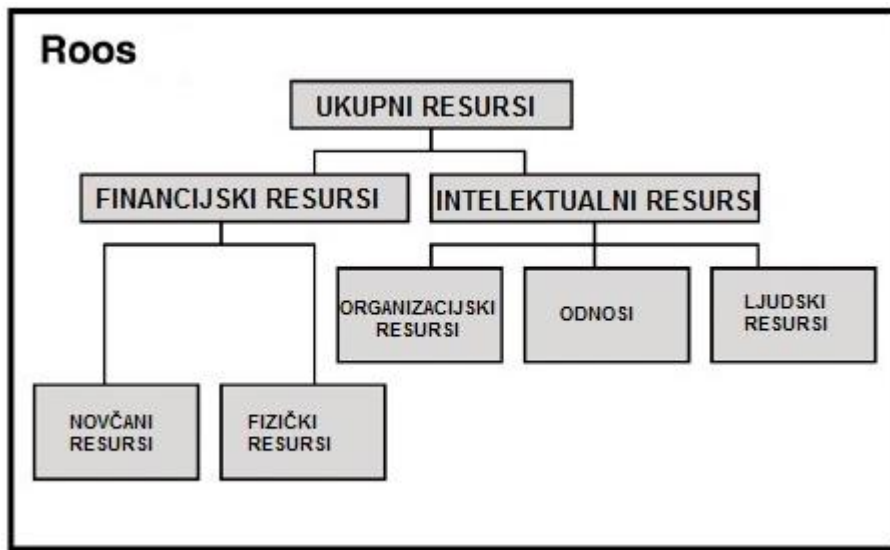 Roos
UKUPNI RESURSI
FINANCIJSKI RESURSI
INTELEKTUALNI RESURSI
ORGANIZACIJSKI
RESURSI
ODNOSI
LJUDSKI
RESURSI
NOVČANI
RESURSI
FIZIČKI
RESURSI